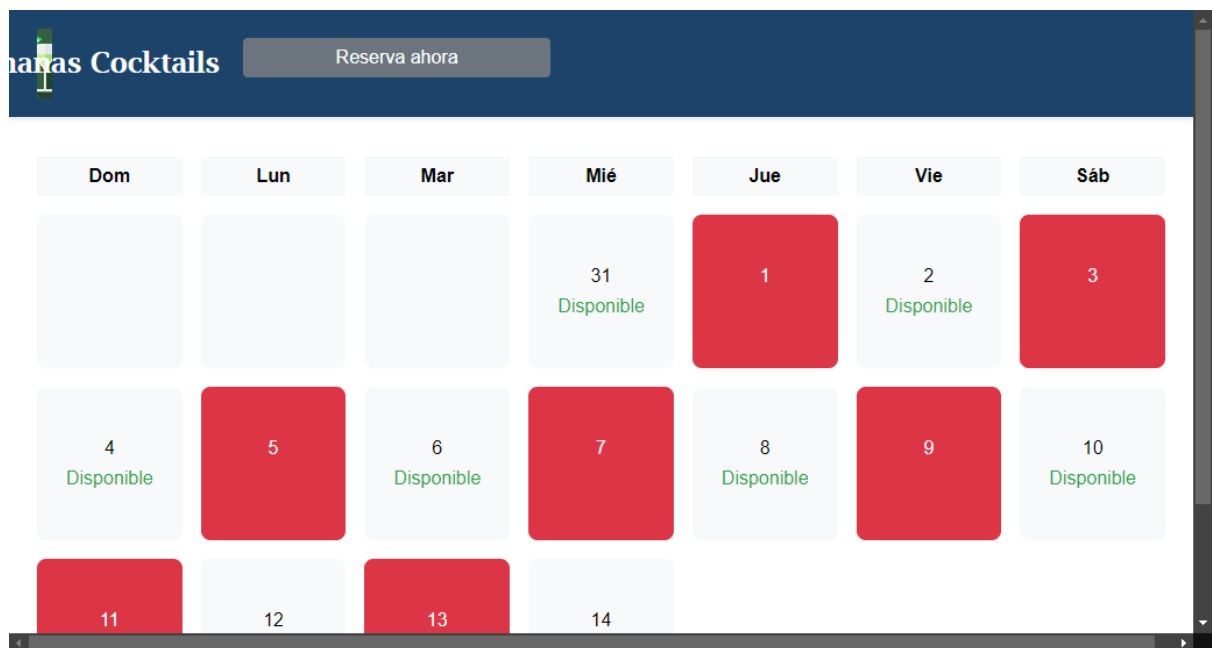 Cocktails
Reserva ahora
Dom Lun Mar Mié Jue Vie Sáb
31 1 2 3
Disponible Disponible
4 5 6 7 8 9 10
Disponible Disponible Disponible Disponible
11 12 13 14